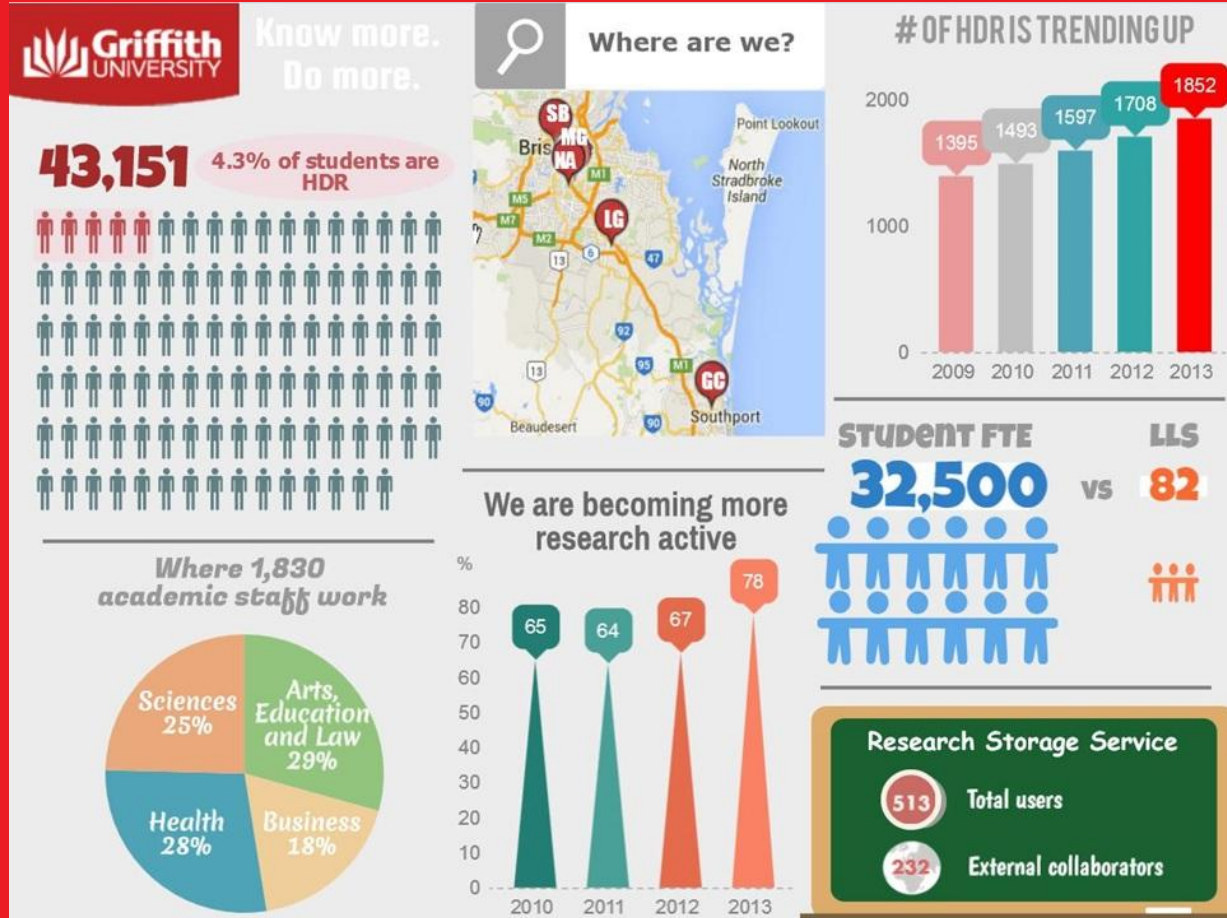 Griffith
UNIVERSITY
Know more.
Do more.
43,151
4.3% of students are
HDR
Where 1,830
academic staff work
Sciences
25%
Arts,
Education
and Law
29%
Health
28%
Business
18%
Where are we?
SB
MG
Bris
NA
M1
Point Lookout
North
Stradbroke
Island
M5
M7
M2
LG
13
6
47
92
13
95
M1
GC
90
Southport
90
Beaudesert
We are becoming more
research active
%
80
70
60
50
40
30
20
10
0
65
64
67
78
2010
2011
2012
2013
# OF HDR IS TRENDING UP
2000
1000
0
1395
1493
1597
1708
1852
2009
2010
2011
2012
2013
STUDENT FTE
LLS
32,500
vs
82
Research Storage Service
513
Total users
232
External collaborators